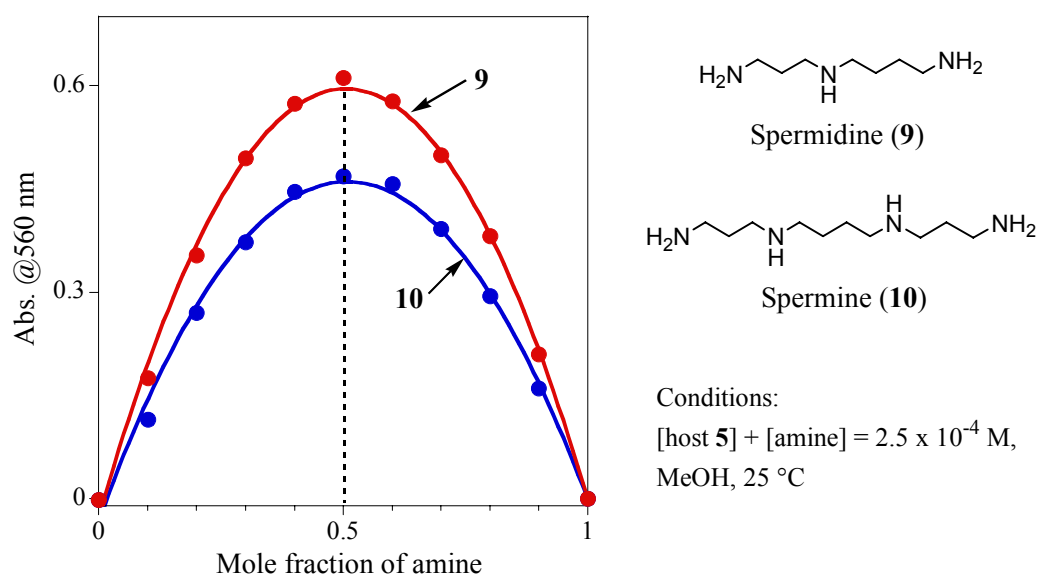 0.6
0.3
0
0
0.5
1
Abs. @560 nm
Mole fraction of amine
9
10
H2N
N
H
NH2
Spermidine (9)
H2N
N
H
H
N
NH2
Spermine (10)
Conditions:
[host 5] + [amine] = 2.5 x 10^-4 M,
MeOH, 25 °C